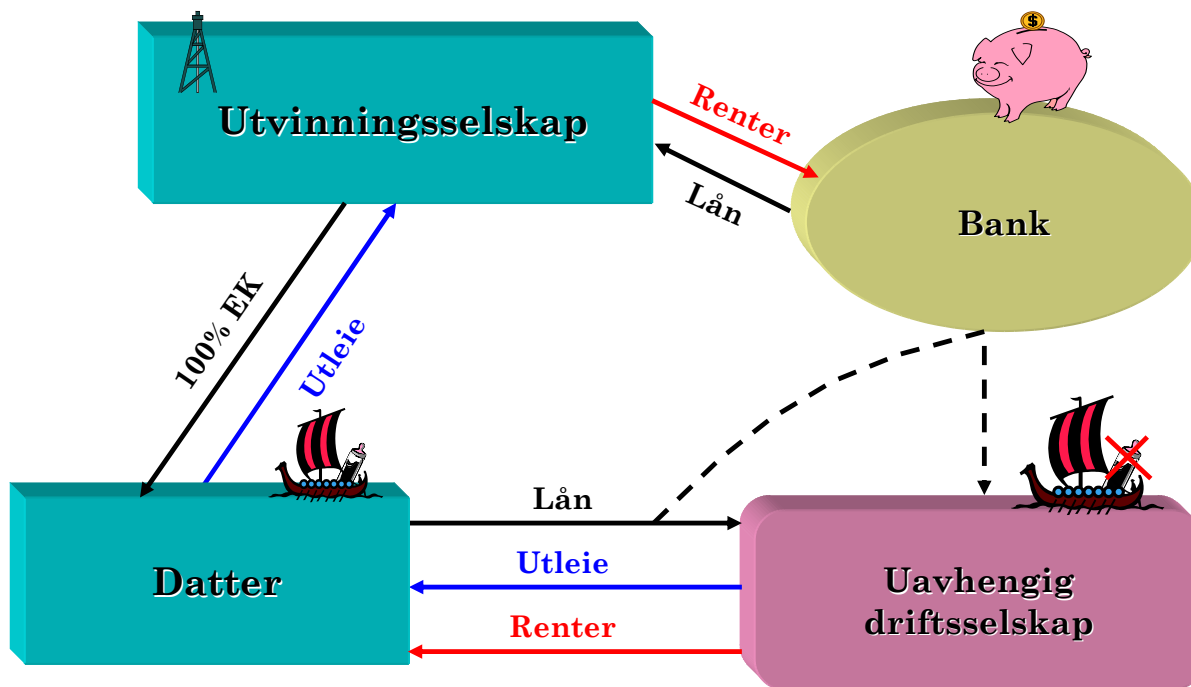 $
Utvinningsselskap
Renter
Lån
Bank
100% EK
Utleie
Lån
Utleie
Renter
Datter
Uavhengig
driftsselskap